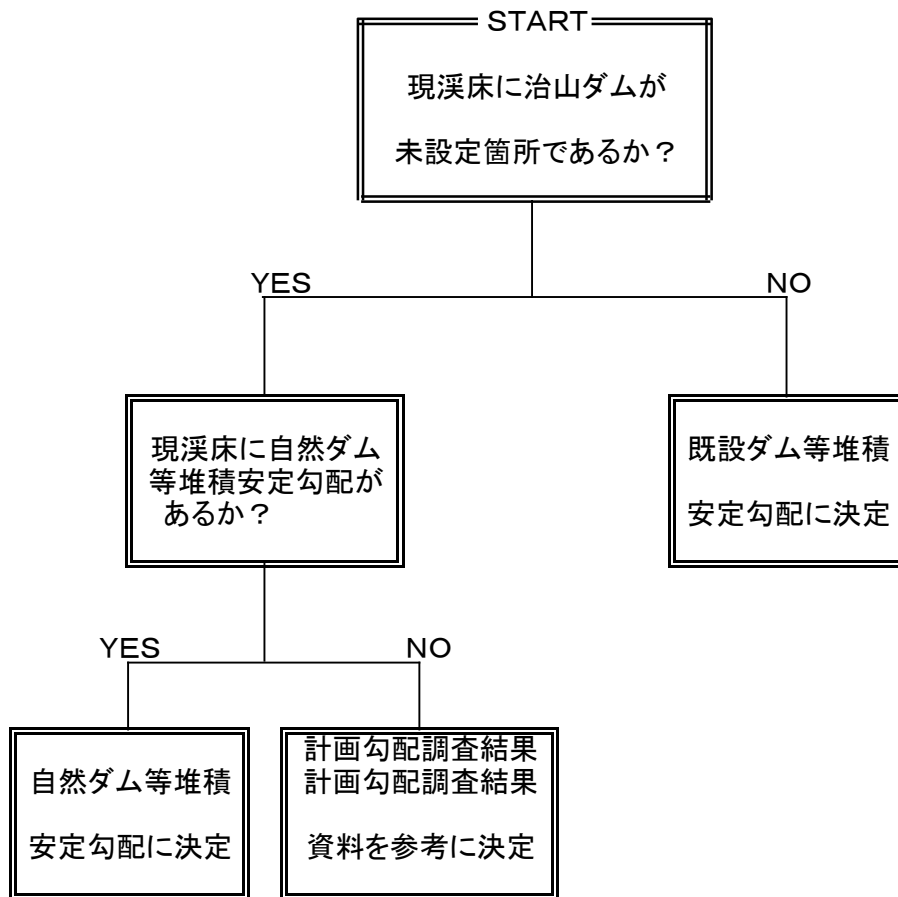 START
現渓床に治山ダムが
未設定箇所であるか？
YES
NO
現渓床に自然ダム
等堆積安定勾配が
あるか？
既設ダム等堆積
安定勾配に決定
YES
NO
自然ダム等堆積
安定勾配に決定
計画勾配調査結果
計画勾配調査結果
資料を参考に決定